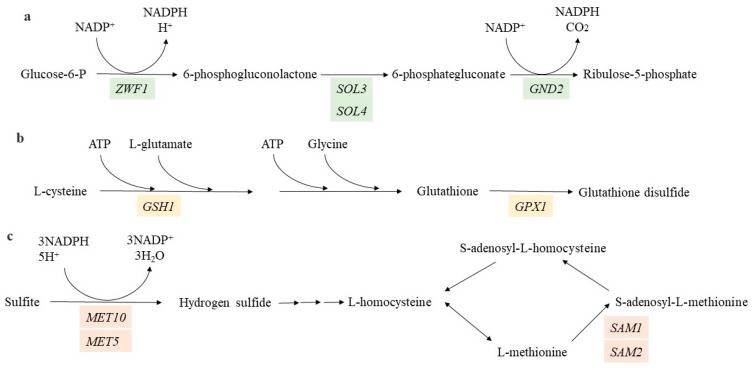 a
NADP⁺
NADPH
H⁺
NADP⁺
NADPH
CO₂
Glucose-6-P
6-phosphogluconolactone
6-phosphategluconate
Ribulose-5-phosphate
ZWF1
SOL3
SOL4
GND2
b
ATP
L-glutamate
ATP
Glycine
L-cysteine
Glutathione
Glutathione disulfide
GSH1
GPX1
c
3NADPH
5H⁺
3NADP⁺
3H₂O
S-adenosyl-L-homocysteine
Sulfite
Hydrogen sulfide
L-homocysteine
S-adenosyl-L-methionine
MET10
MET5
SAM1
SAM2
L-methionine